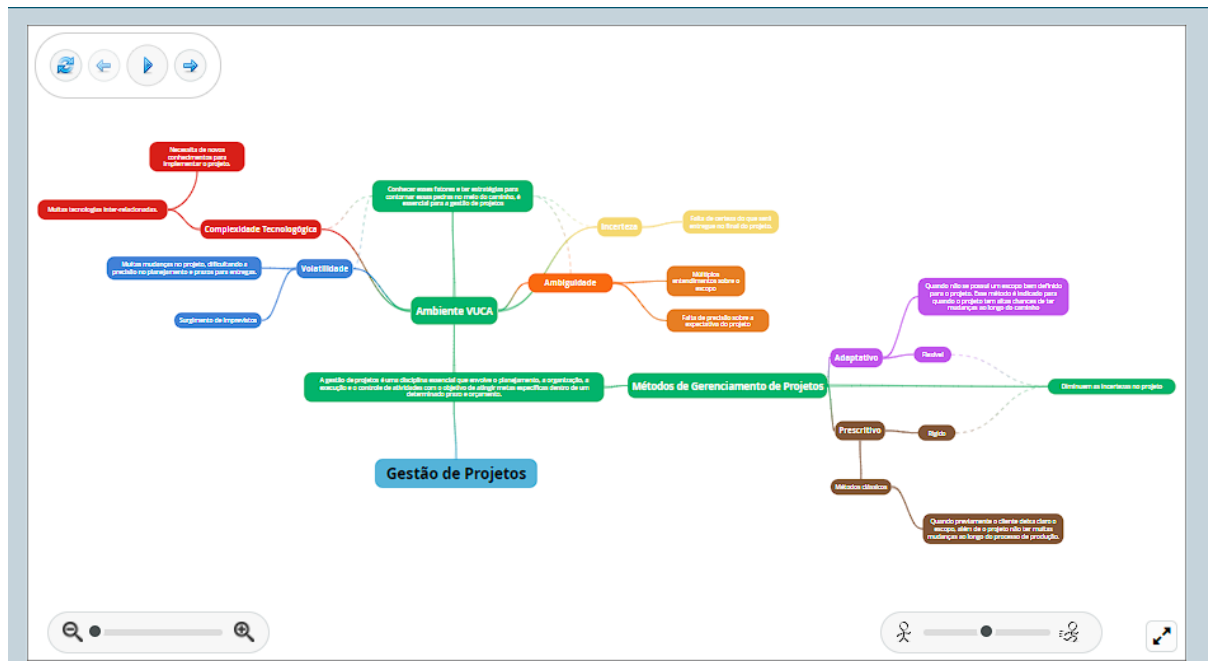 Necessita de novos
conhecimentos para
implementar o projeto.
Muitas tecnologias inter-relacionadas.
Complexidade Tecnologógica
Conhecer esses fatores e ter estratégias para
contornar essas pedras no meio do caminho, é
essencial para a gestão de projetos
Incerteza
Falta de certeza do que será
entregue no final do projeto.
Muitas mudanças no projeto, dificultando a
precisão no planejamento e prazos para entregas.
Volatilidade
Surgimento de Imprevistos
Ambiguidade
Múltiplos
entendimentos sobre o
escopo
Falta de precisão sobre a
expectativa do projeto
Ambiente VUCA
Quando não se possui um escopo bem definido
para o projeto. Esse método é indicado para
quando o projeto tem altas chances de ter
mudanças ao longo do caminho
Adaptativo
Flexível
A gestão de projetos é uma disciplina essencial que envolve o planejamento, a organização, a
execução e o controle de atividades com o objetivo de atingir metas específicas dentro de um
determinado prazo e orçamento.
Métodos de Gerenciamento de Projetos
Diminuem as incertezas no projeto
Prescritivo
Rígido
Gestão de Projetos
Métodos clássicos
Quando previamente o cliente deixa claro o
escopo, além de o projeto não ter muitas
mudanças ao longo do processo de produção.